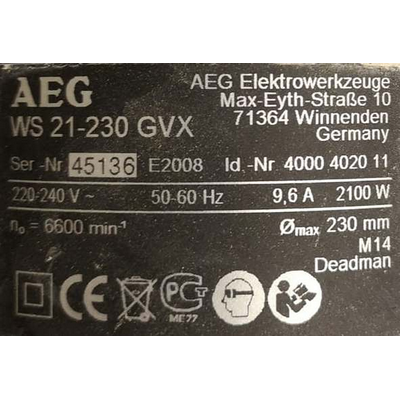 AEG
WS 21-230 GVX
AEG Elektrowerkzeuge
Max-Eyth-Straße 10
71364 Winnenden
Germany
Ser.-Nr 45136 E2008 Id.-Nr 4000 4020 11
220-240 V ~ 50-60 Hz 9,6 A 2100 W
n₀ = 6600 min⁻¹ Ømax 230 mm
M14
Deadman
CE
PC
ME77